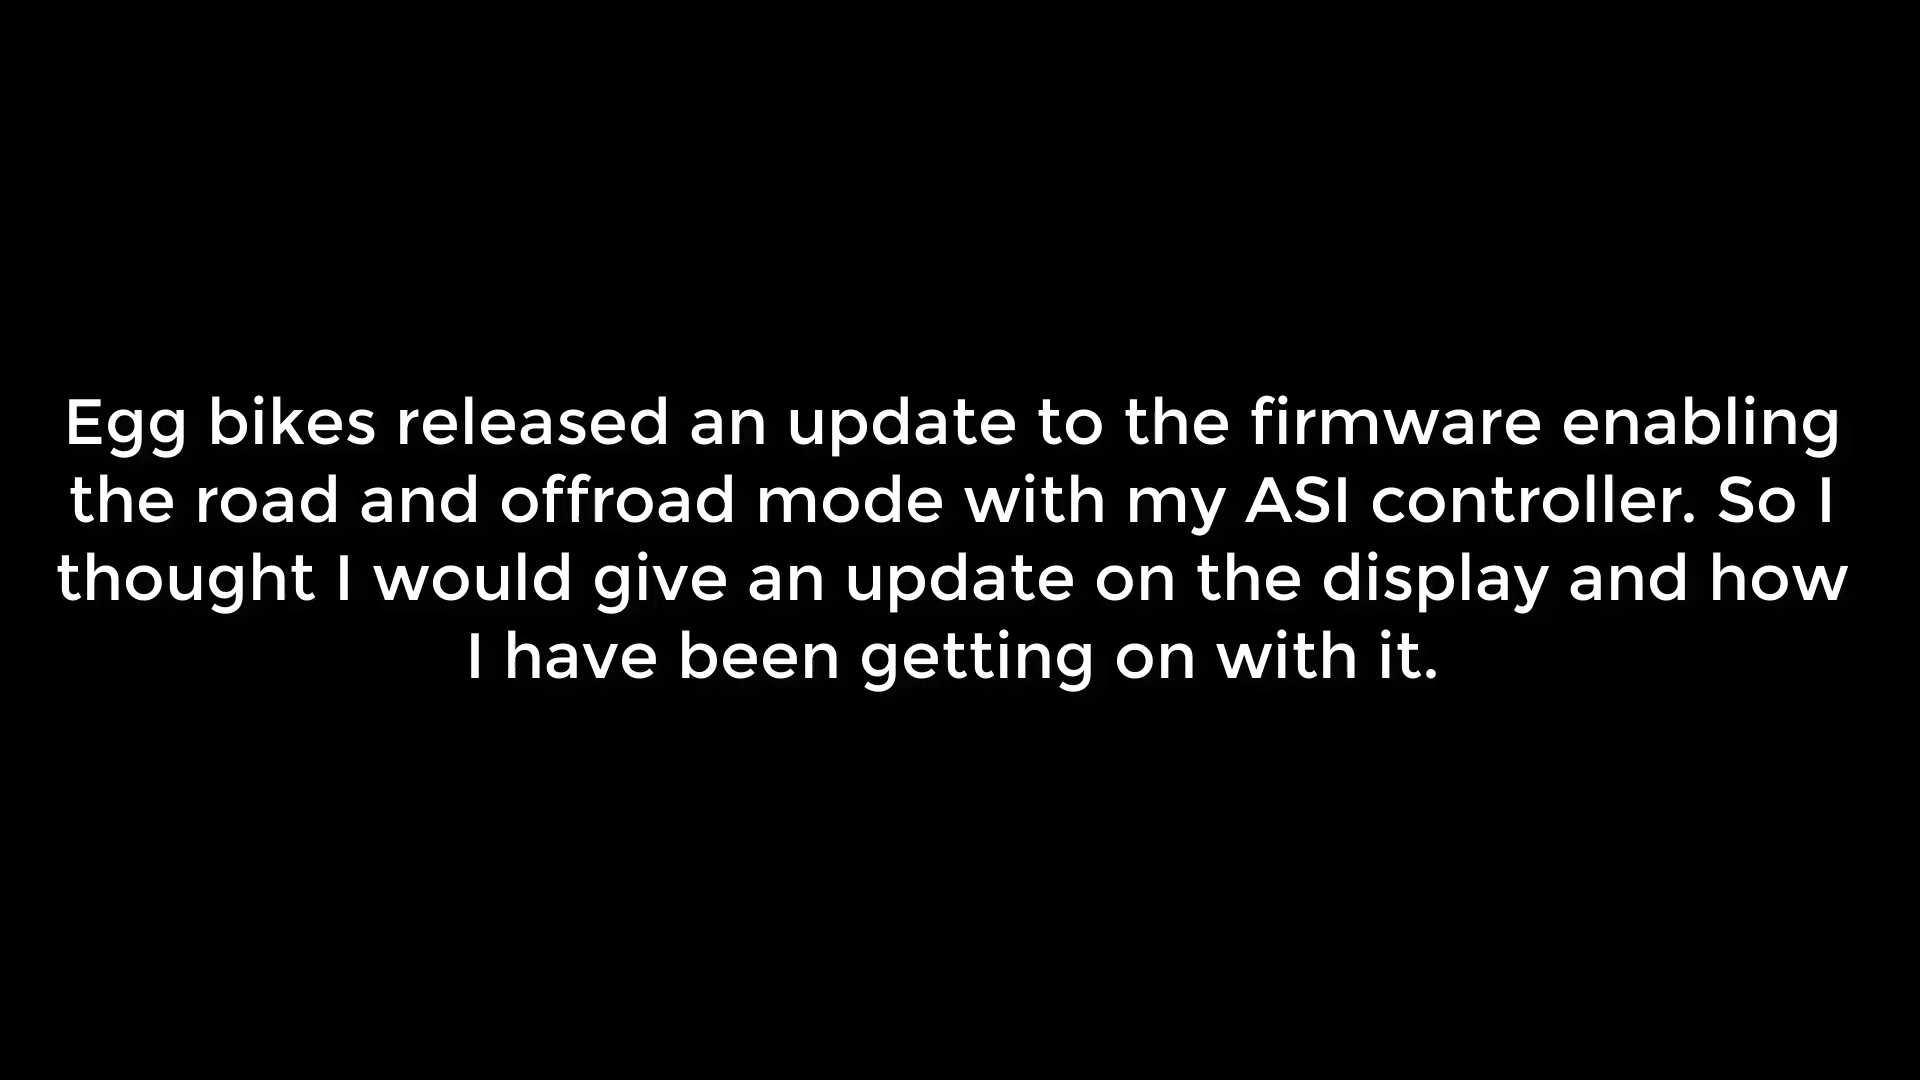 Egg bikes released an update to the firmware enabling
the road and offroad mode with my ASI controller. So I
thought I would give an update on the display and how
I have been getting on with it.